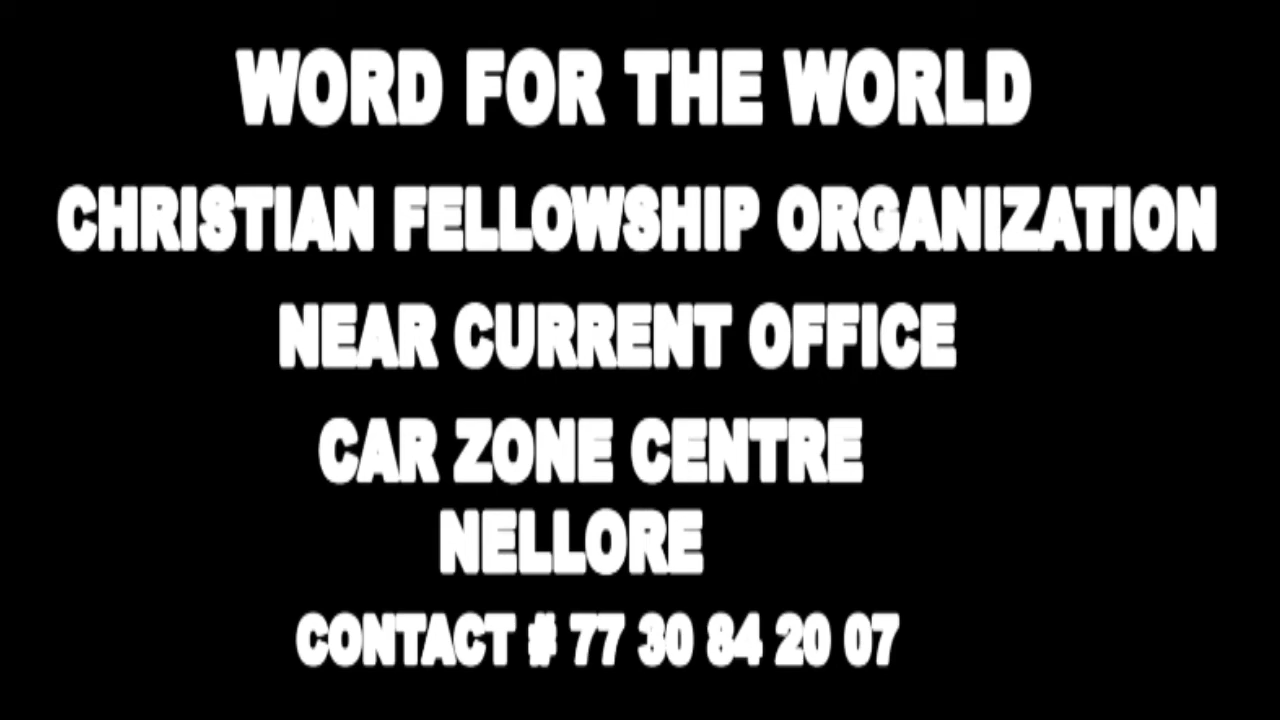 WORD FOR THE WORLD
CHRISTIAN FELLOWSHIP ORGANIZATION
NEAR CURRENT OFFICE
CAR ZONE CENTRE
NELLORE
CONTACT # 77 30 84 20 07